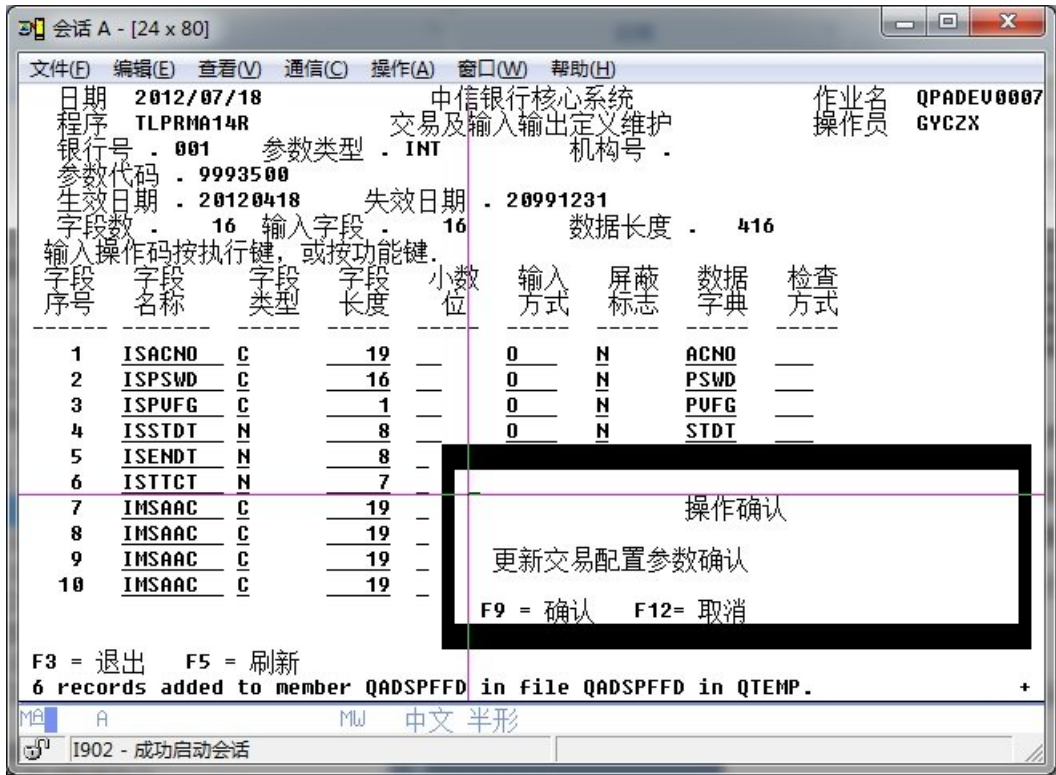 会话 A - [24 x 80]
文件(F) 编辑(E) 查看(V) 通信(C) 操作(A) 窗口(W) 帮助(H)
日期 2012/07/18 中信银行核心系统 作业名 QPADEV0007
程序 TLPRMA14R 交易及输入输出定义维护 操作员 GYCZX
银行号 . 001 参数类型 . INT 机构号 .
参数代码 . 9993500
生效日期 . 20120418 失效日期 . 20991231
字段数 . 16 输入字段 . 16 数据长度 . 416
输入操作码按执行键, 或按功能键.
字段 字段 字段 字段 小数 输入 屏蔽 数据 检查
序号 名称 类型 长度 位 方式 标志 字典 方式
------ ------- ----- ----- ----- ----- ----- ----- -----
1 ISACNO C 19 __ O N ACNO ___
2 ISPSWD C 16 __ O N PSWD ___
3 ISPVFG C 1 __ O N PVFG ___
4 ISSTDT N 8 __ O N STDT ___
5 ISENDT N 8 _
6 ISTTCT N 7 _
7 IMSAAC C 19 _ 操作确认
8 IMSAAC C 19 _
9 IMSAAC C 19 _ 更新交易配置参数确认
10 IMSAAC C 19 _
F9 = 确认 F12= 取消
F3 = 退出 F5 = 刷新
6 records added to member QADSPFFD in file QADSPFFD in QTEMP. +
MA A MW 中文 半形
I902 - 成功启动会话